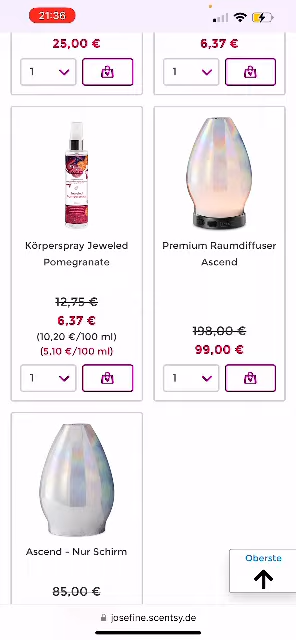 21:36
25,00 €
6,37 €
1
1
Körperspray Jeweled
Pomegranate
Premium Raumdiffuser
Ascend
12,75 €
6,37 €
(10,20 €/100 ml)
(5,10 €/100 ml)
198,00 €
99,00 €
1
1
Ascend - Nur Schirm
85,00 €
Oberste
josefine.scentsy.de